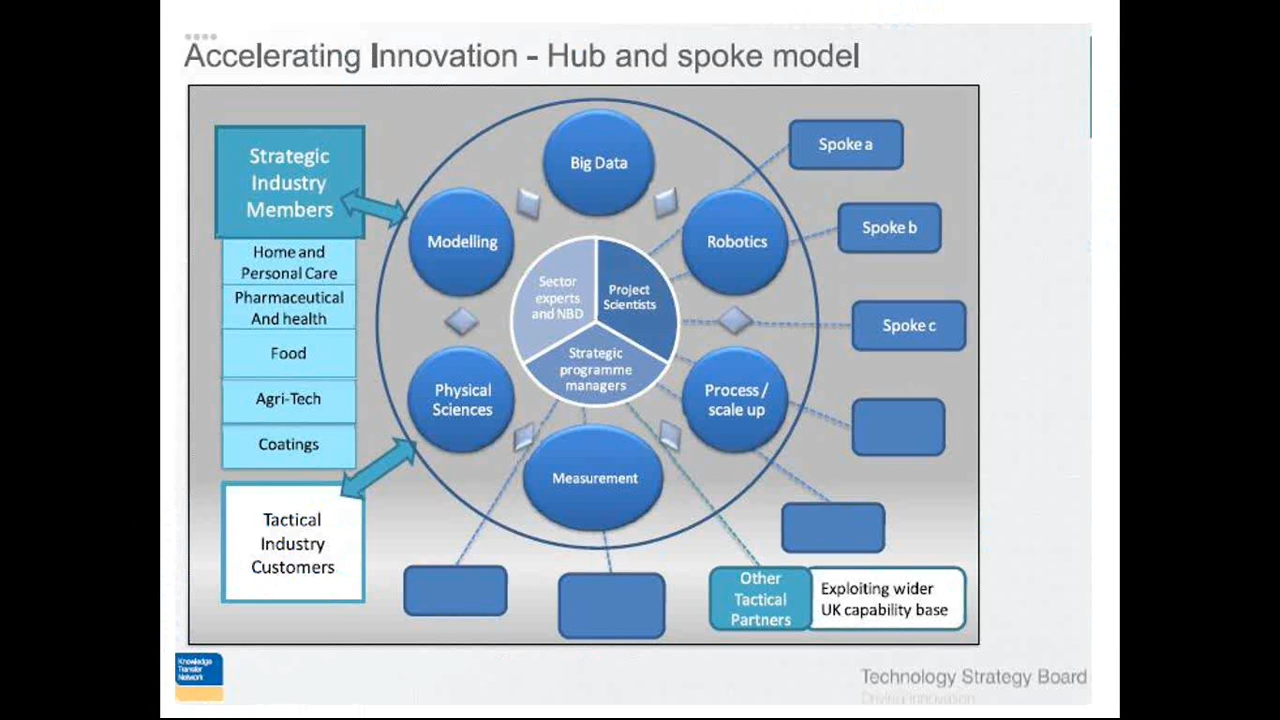 Accelerating Innovation - Hub and spoke model
Strategic
Industry
Members
Home and
Personal Care
Pharmaceutical
And health
Food
Agri-Tech
Coatings
Tactical
Industry
Customers
Big Data
Modelling
Robotics
Sector
experts
and NBD
Project
Scientists
Strategic
programme
managers
Physical
Sciences
Process /
scale up
Measurement
Spoke a
Spoke b
Spoke c
Other
Tactical
Partners
Exploiting wider
UK capability base
Knowledge
Transfer
Network
Technology Strategy Board
Driving Innovation